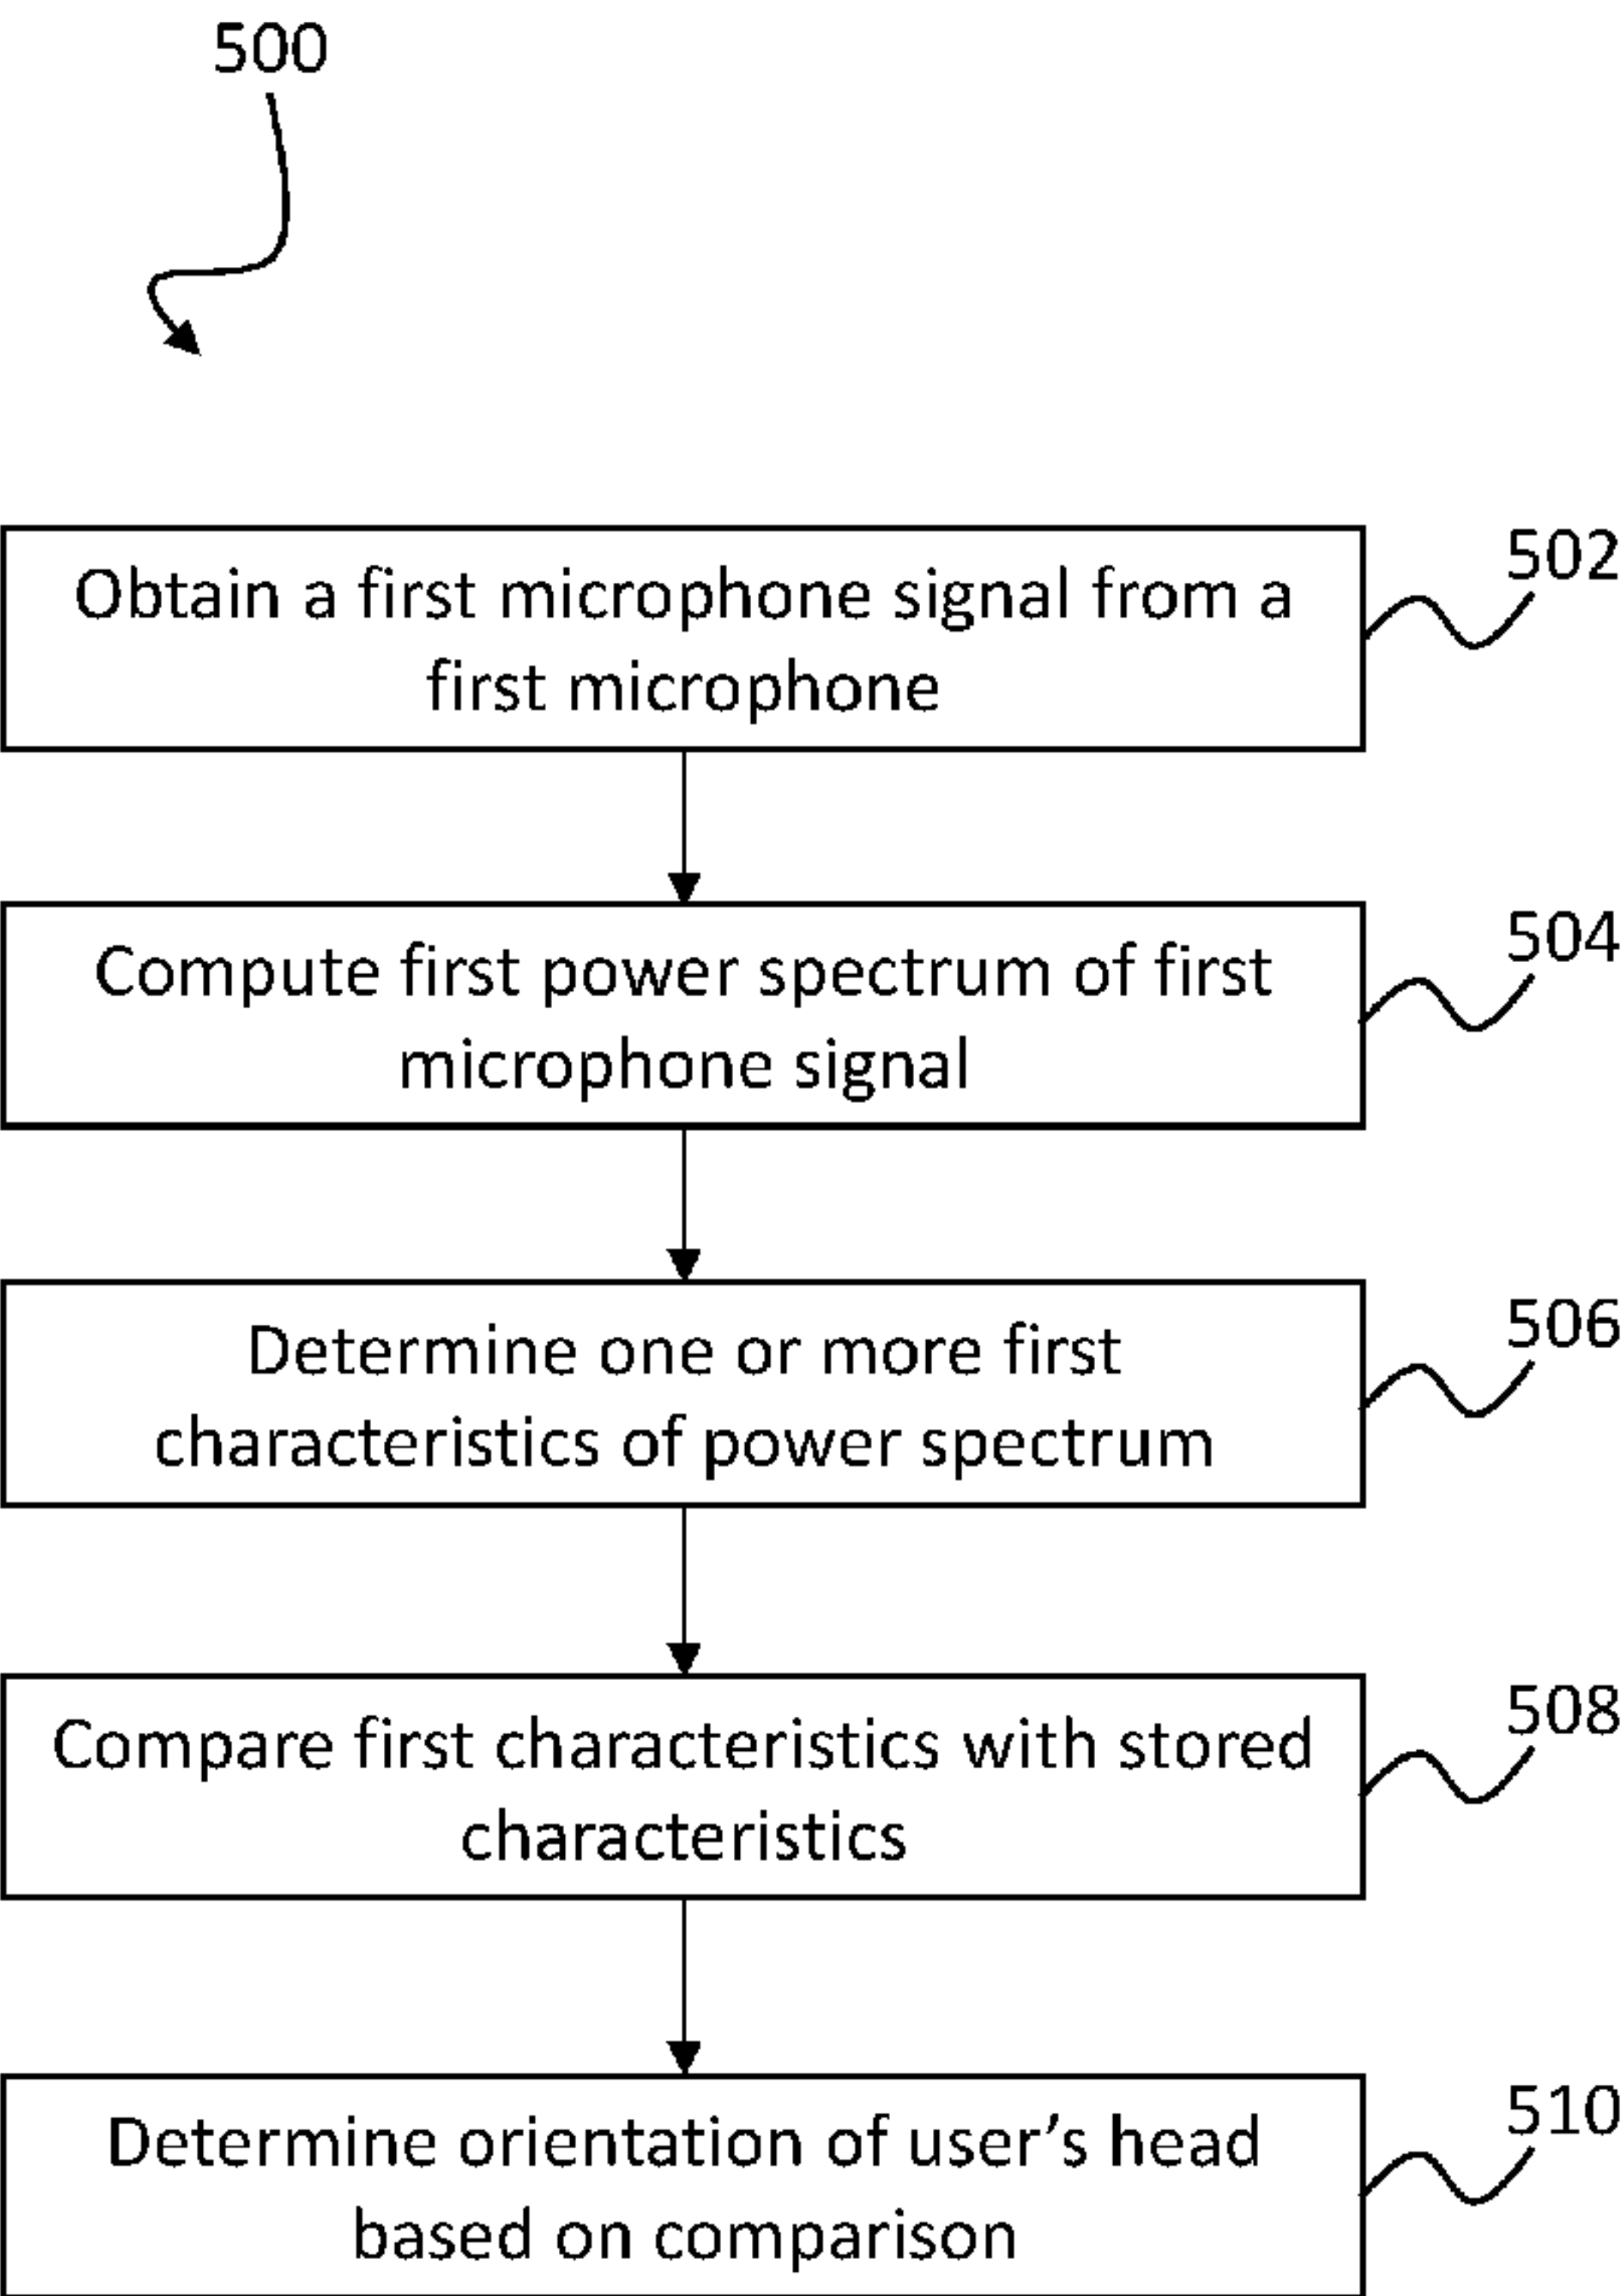 500
Obtain a first microphone signal from a
first microphone
502
Compute first power spectrum of first
microphone signal
504
Determine one or more first
characteristics of power spectrum
506
Compare first characteristics with stored
characteristics
508
Determine orientation of user’s head
based on comparison
510